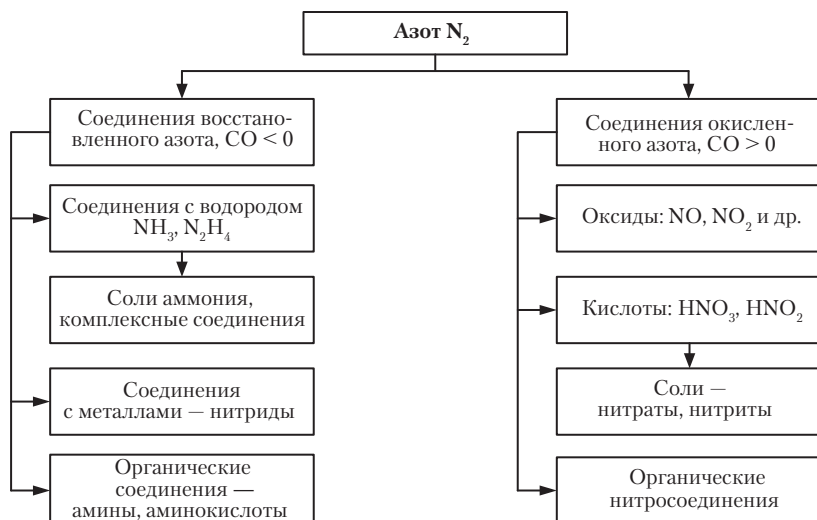 Азот N₂
Соединения восстано-
вленного азота, СО < 0
Соединения с водородом
NH₃, N₂H₄
Соли аммония,
комплексные соединения
Соединения
с металлами — нитриды
Органические
соединения —
амины, аминокислоты
Соединения окислен-
ного азота, СО > 0
Оксиды: NO, NO₂ и др.
Кислоты: HNO₃, HNO₂
Соли —
нитраты, нитриты
Органические
нитросоединения